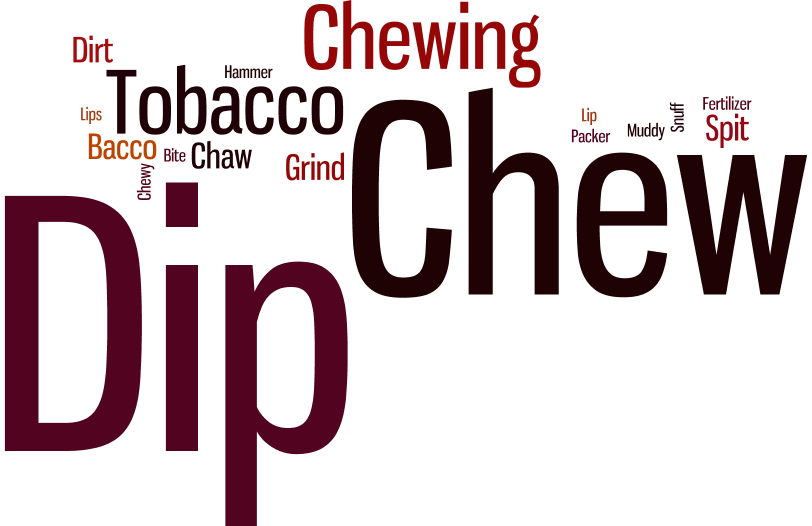 Chewing
Dirt
Hammer
Tobacco
Lips
Bacco
Bite
Chaw
Chewy
Grind
Chew
Lip
Packer
Muddy
Snuff
Fertilizer
Spit
Dip